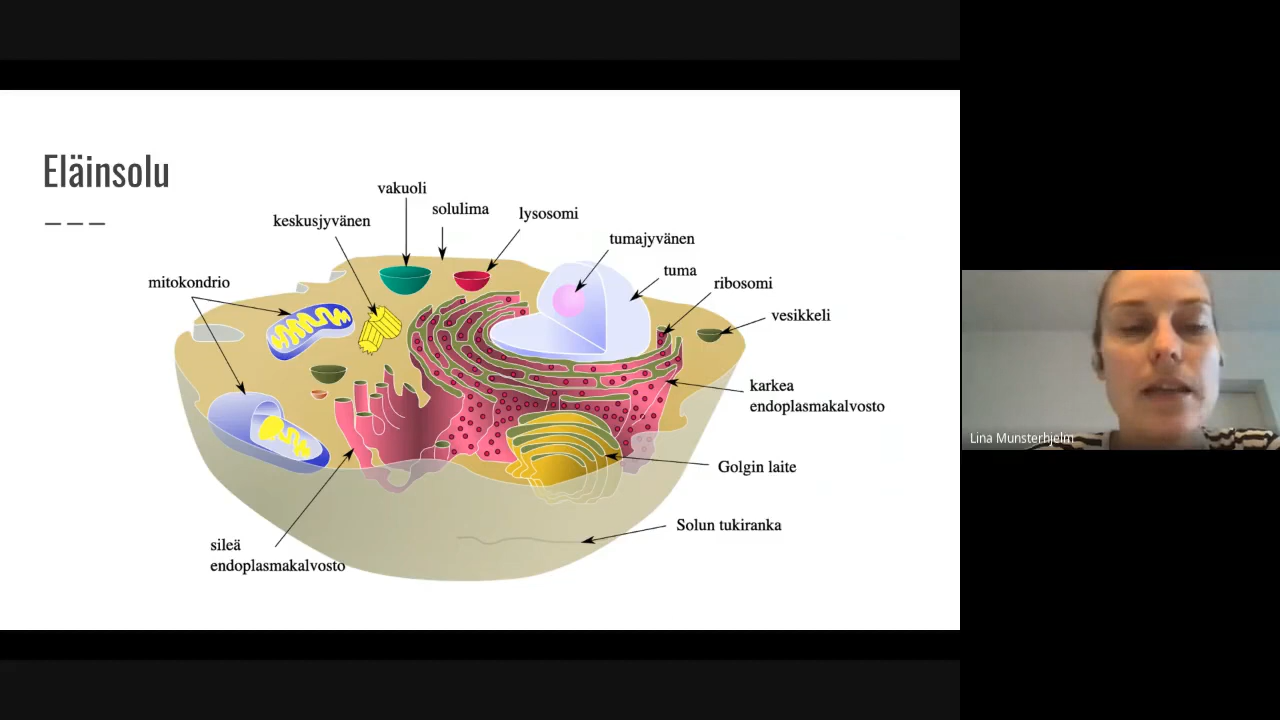 Eläinsolu
vakuoli
solulima
keskusjyvänen
lysosomi
tumajyvänen
tuma
mitokondrio
ribosomi
vesikkeli
karkea
endoplasmakalvosto
Golgin laite
Solun tukiranka
sileä
endoplasmakalvosto
Lina Munsterhjelm